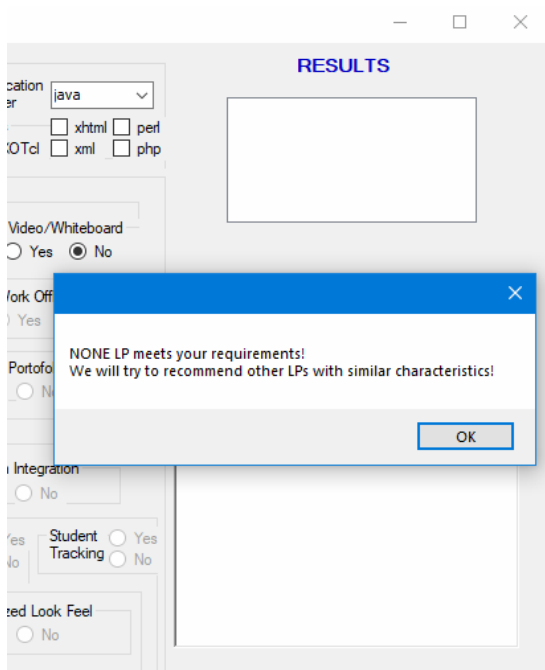 RESULTS
java
xhtml perl
xml php
Video/Whiteboard
Yes No
Yes
NONE LP meets your requirements!
We will try to recommend other LPs with similar characteristics!
OK
Integration
No
Student Yes
Tracking No
No
Look Feel
No